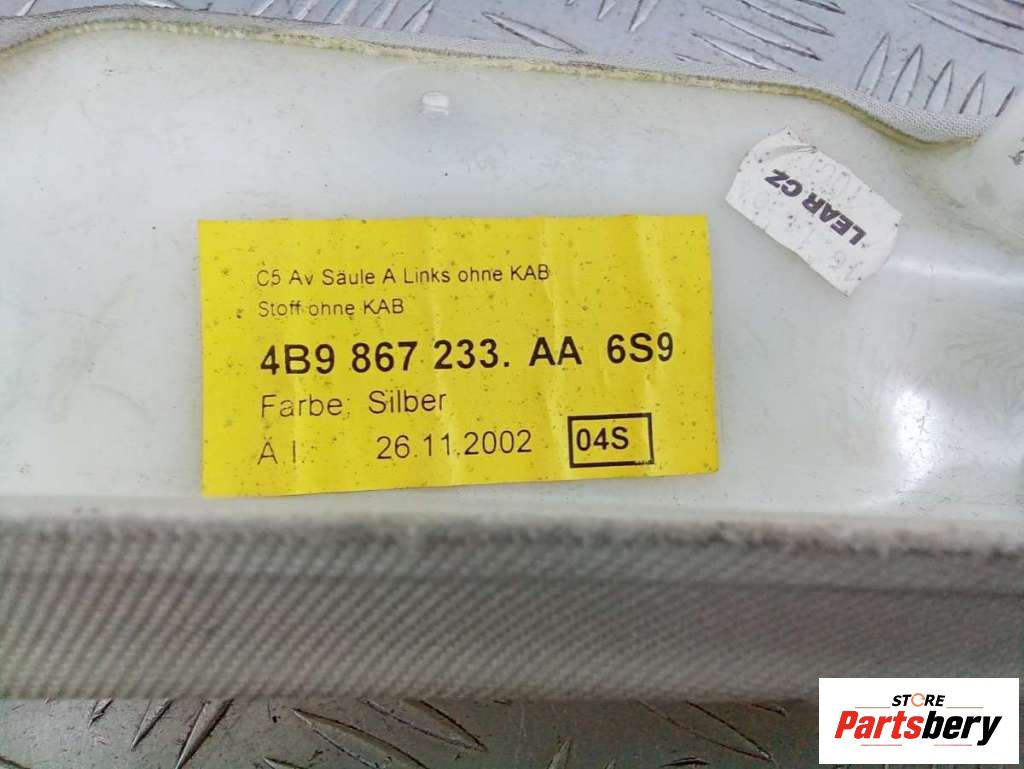 C5 Av Säule A Links ohne KAB
Stoff ohne KAB
4B9 867 233. AA 6S9
Farbe: Silber
A I. 26.11.2002 04S
LEAR CZ
STORE
Partsbery